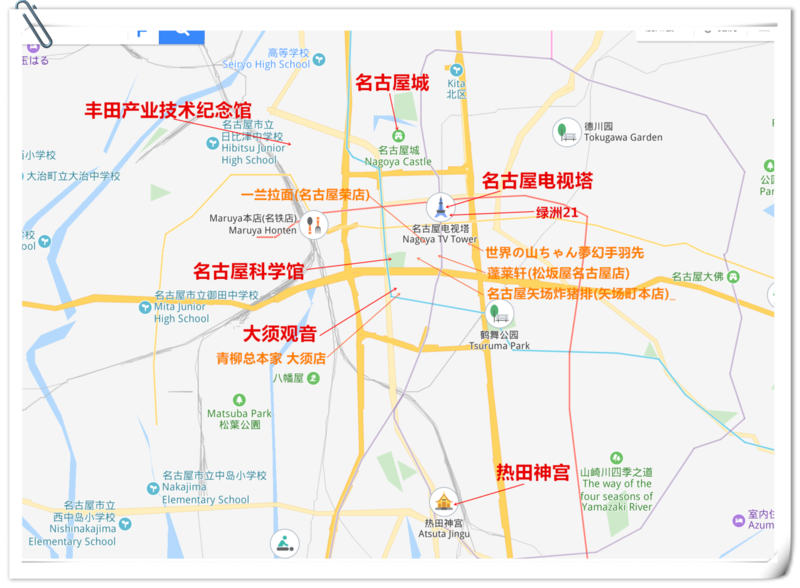 高等学校
Seiryo High School
玉はる
名古屋城
Kita
北区
丰田产业技术纪念馆
名古屋市立
日比津中学校
Hibitsu Junior
High School
徳川园
Tokugawa Garden
名古屋城
Nagoya Castle
小学校
大治町立大治中学校
名古屋电视塔
一兰拉面(名古屋荣店)
绿洲21
Maruya本店(名铁店)
Maruya Honten
名古屋电视塔
Nagoya TV Tower
世界の山ちゃん夢幻手羽先
名古屋科学馆
蓬莱轩(松坂屋名古屋店)
名古屋大佛
名古屋矢场炸猪排(矢场町本店)_
名古屋市立御田中学校
Mita Junior
High School
大须观音
鹤舞公园
Tsuruma Park
青柳总本家 大须店
八幡屋
Matsuba Park
松葉公園
热田神宫
名古屋市立中岛小学校
Nakajima
Elementary School
山崎川四季之道
The way of the
four seasons of
Yamazaki River
名古屋市立
西中岛小学校
Nishinakajima
Elementary School
热田神宫
Atsuta Jingu
室内住
Azum